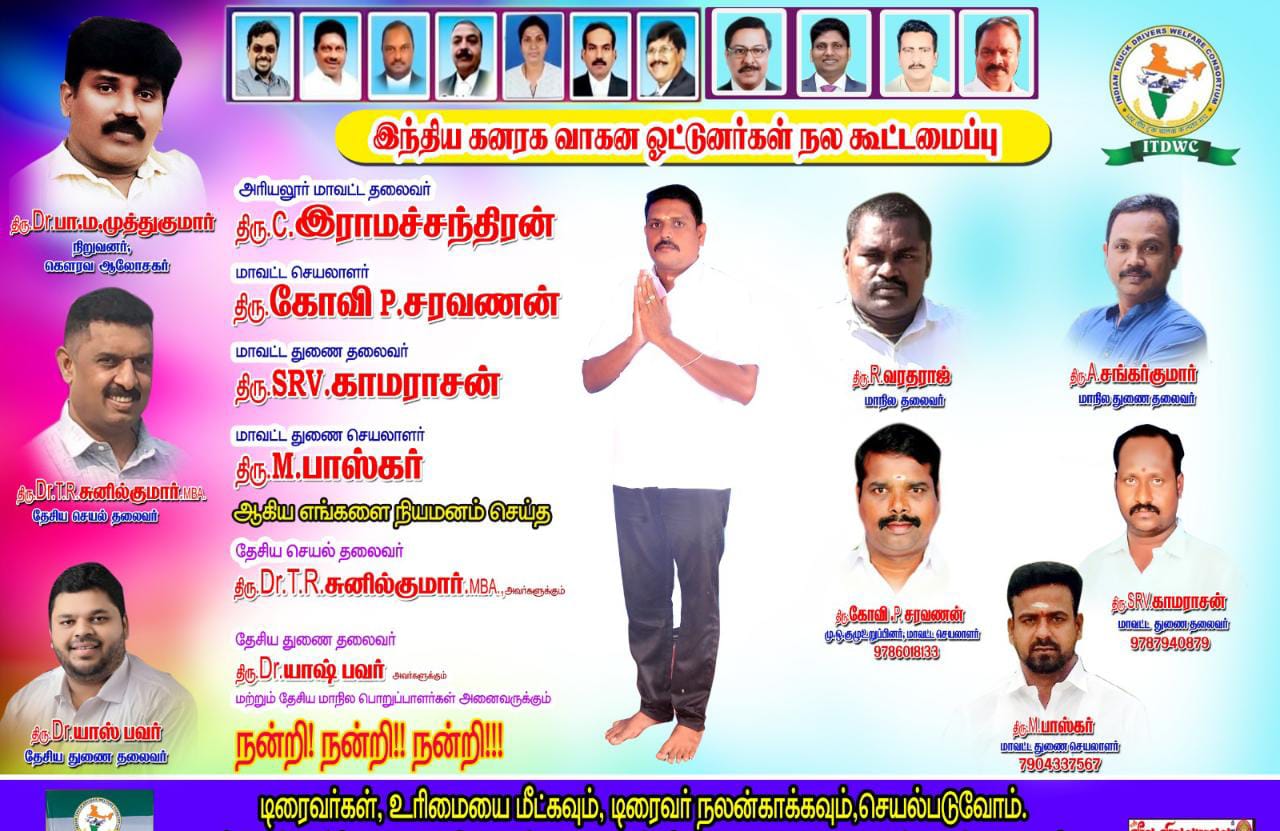 இந்திய கனரக வாகன ஓட்டுனர்கள் நல கூட்டமைப்பு
INDIAN TRUCK DRIVERS WELFARE CONSORTIUM
ITDWC
திரு.Dr.பா.ம.முத்துகுமார்
நிறுவனர்,
கௌரவ ஆலோசகர்
திரு.Dr.T.R.சுனில்குமார்.MBA.
தேசிய செயல் தலைவர்
திரு.Dr.யாஸ் பவர்
தேசிய துணை தலைவர்
அரியலூர் மாவட்ட தலைவர்
திரு.C.இராமச்சந்திரன்
மாவட்ட செயலாளர்
திரு.கோவி P.சரவணன்
மாவட்ட துணை தலைவர்
திரு.SRV.காமராசன்
மாவட்ட துணை செயலாளர்
திரு.M.பாஸ்கர்
ஆகிய எங்களை நியமனம் செய்த
தேசிய செயல் தலைவர்
திரு.Dr.T.R.சுனில்குமார்.MBA.,அவர்களுக்கும்
தேசிய துணை தலைவர்
திரு.Dr.யாஷ் பவர் அவர்களுக்கும்
மற்றும் தேசிய மாநில பொறுப்பாளர்கள் அனைவருக்கும்
நன்றி! நன்றி!! நன்றி!!!
திரு.R.வரதராஜ்
மாநில தலைவர்
திரு.A.சங்கர்குமார்
மாநில துணை தலைவர்
திரு.கோவி.P.சரவணன்
மு.ஒ.குழுஉறுப்பினர், மாவட்ட செயலாளர்
9786018133
திரு.SRV.காமராசன்
மாவட்ட துணை தலைவர்
9787940879
திரு.M.பாஸ்கர்
மாவட்ட துணை செயலாளர்
7904337567
டிரைவர்கள், உரிமையை மீட்கவும், டிரைவர் நலன்காக்கவும்,செயல்படுவோம்.